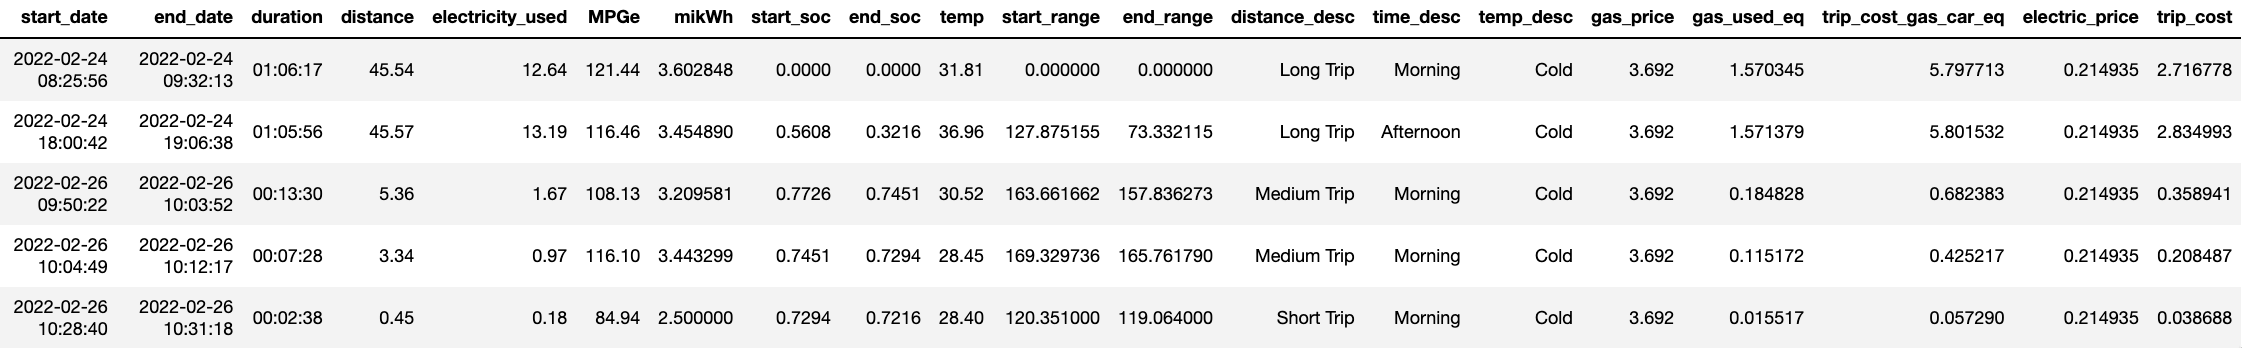 start_date end_date duration distance electricity_used MPGe mikWh start_soc end_soc temp start_range end_range distance_desc time_desc temp_desc gas_price gas_used_eq trip_cost_gas_car_eq electric_price trip_cost
2022-02-24 2022-02-24
01:06:17 45.54 12.64 121.44 3.602848 0.0000 0.0000 31.81 0.000000 0.000000 Long Trip Morning Cold 3.692 1.570345 5.797713 0.214935 2.716778
08:25:56 09:32:13
2022-02-24 2022-02-24
01:05:56 45.57 13.19 116.46 3.454890 0.5608 0.3216 36.96 127.875155 73.332115 Long Trip Afternoon Cold 3.692 1.571379 5.801532 0.214935 2.834993
18:00:42 19:06:38
2022-02-26 2022-02-26
00:13:30 5.36 1.67 108.13 3.209581 0.7726 0.7451 30.52 163.661662 157.836273 Medium Trip Morning Cold 3.692 0.184828 0.682383 0.214935 0.358941
09:50:22 10:03:52
2022-02-26 2022-02-26
00:07:28 3.34 0.97 116.10 3.443299 0.7451 0.7294 28.45 169.329736 165.761790 Medium Trip Morning Cold 3.692 0.115172 0.425217 0.214935 0.208487
10:04:49 10:12:17
2022-02-26 2022-02-26
00:02:38 0.45 0.18 84.94 2.500000 0.7294 0.7216 28.40 120.351000 119.064000 Short Trip Morning Cold 3.692 0.015517 0.057290 0.214935 0.038688
10:28:40 10:31:18